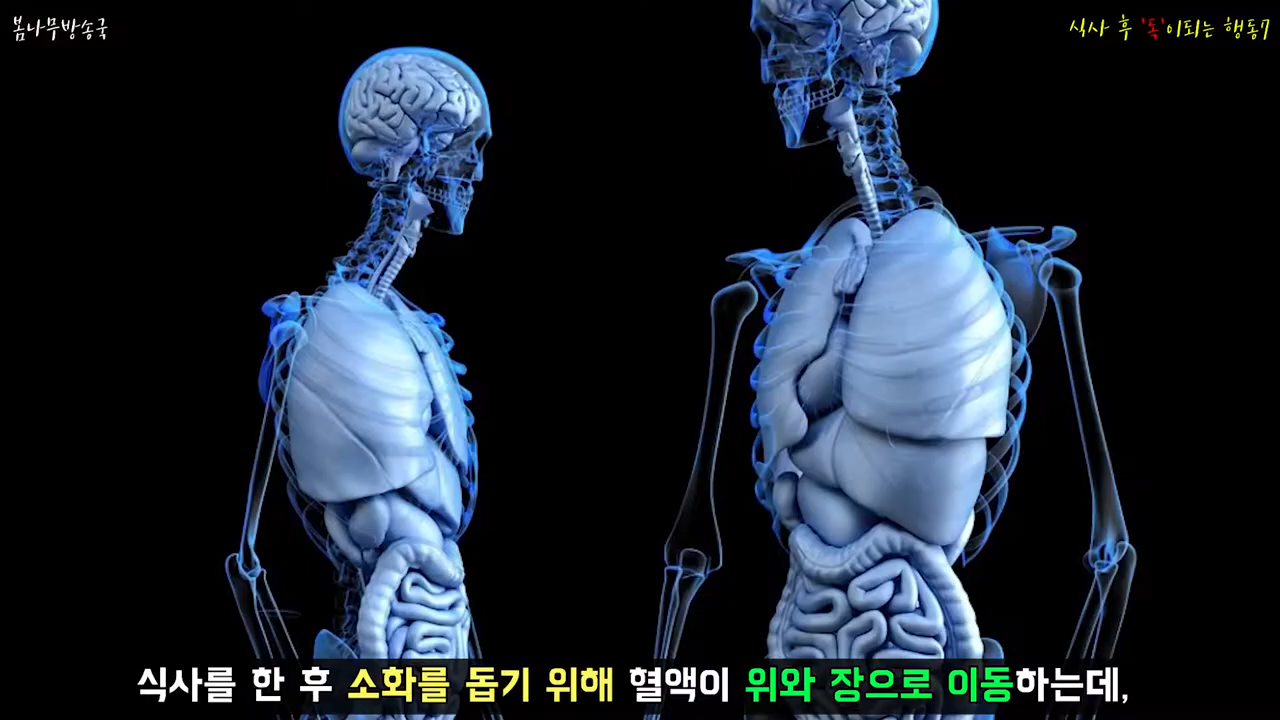 봄나무방송국
식사 후 '독'이되는 행동7
식사를 한 후 소화를 돕기 위해 혈액이 위와 장으로 이동하는데,